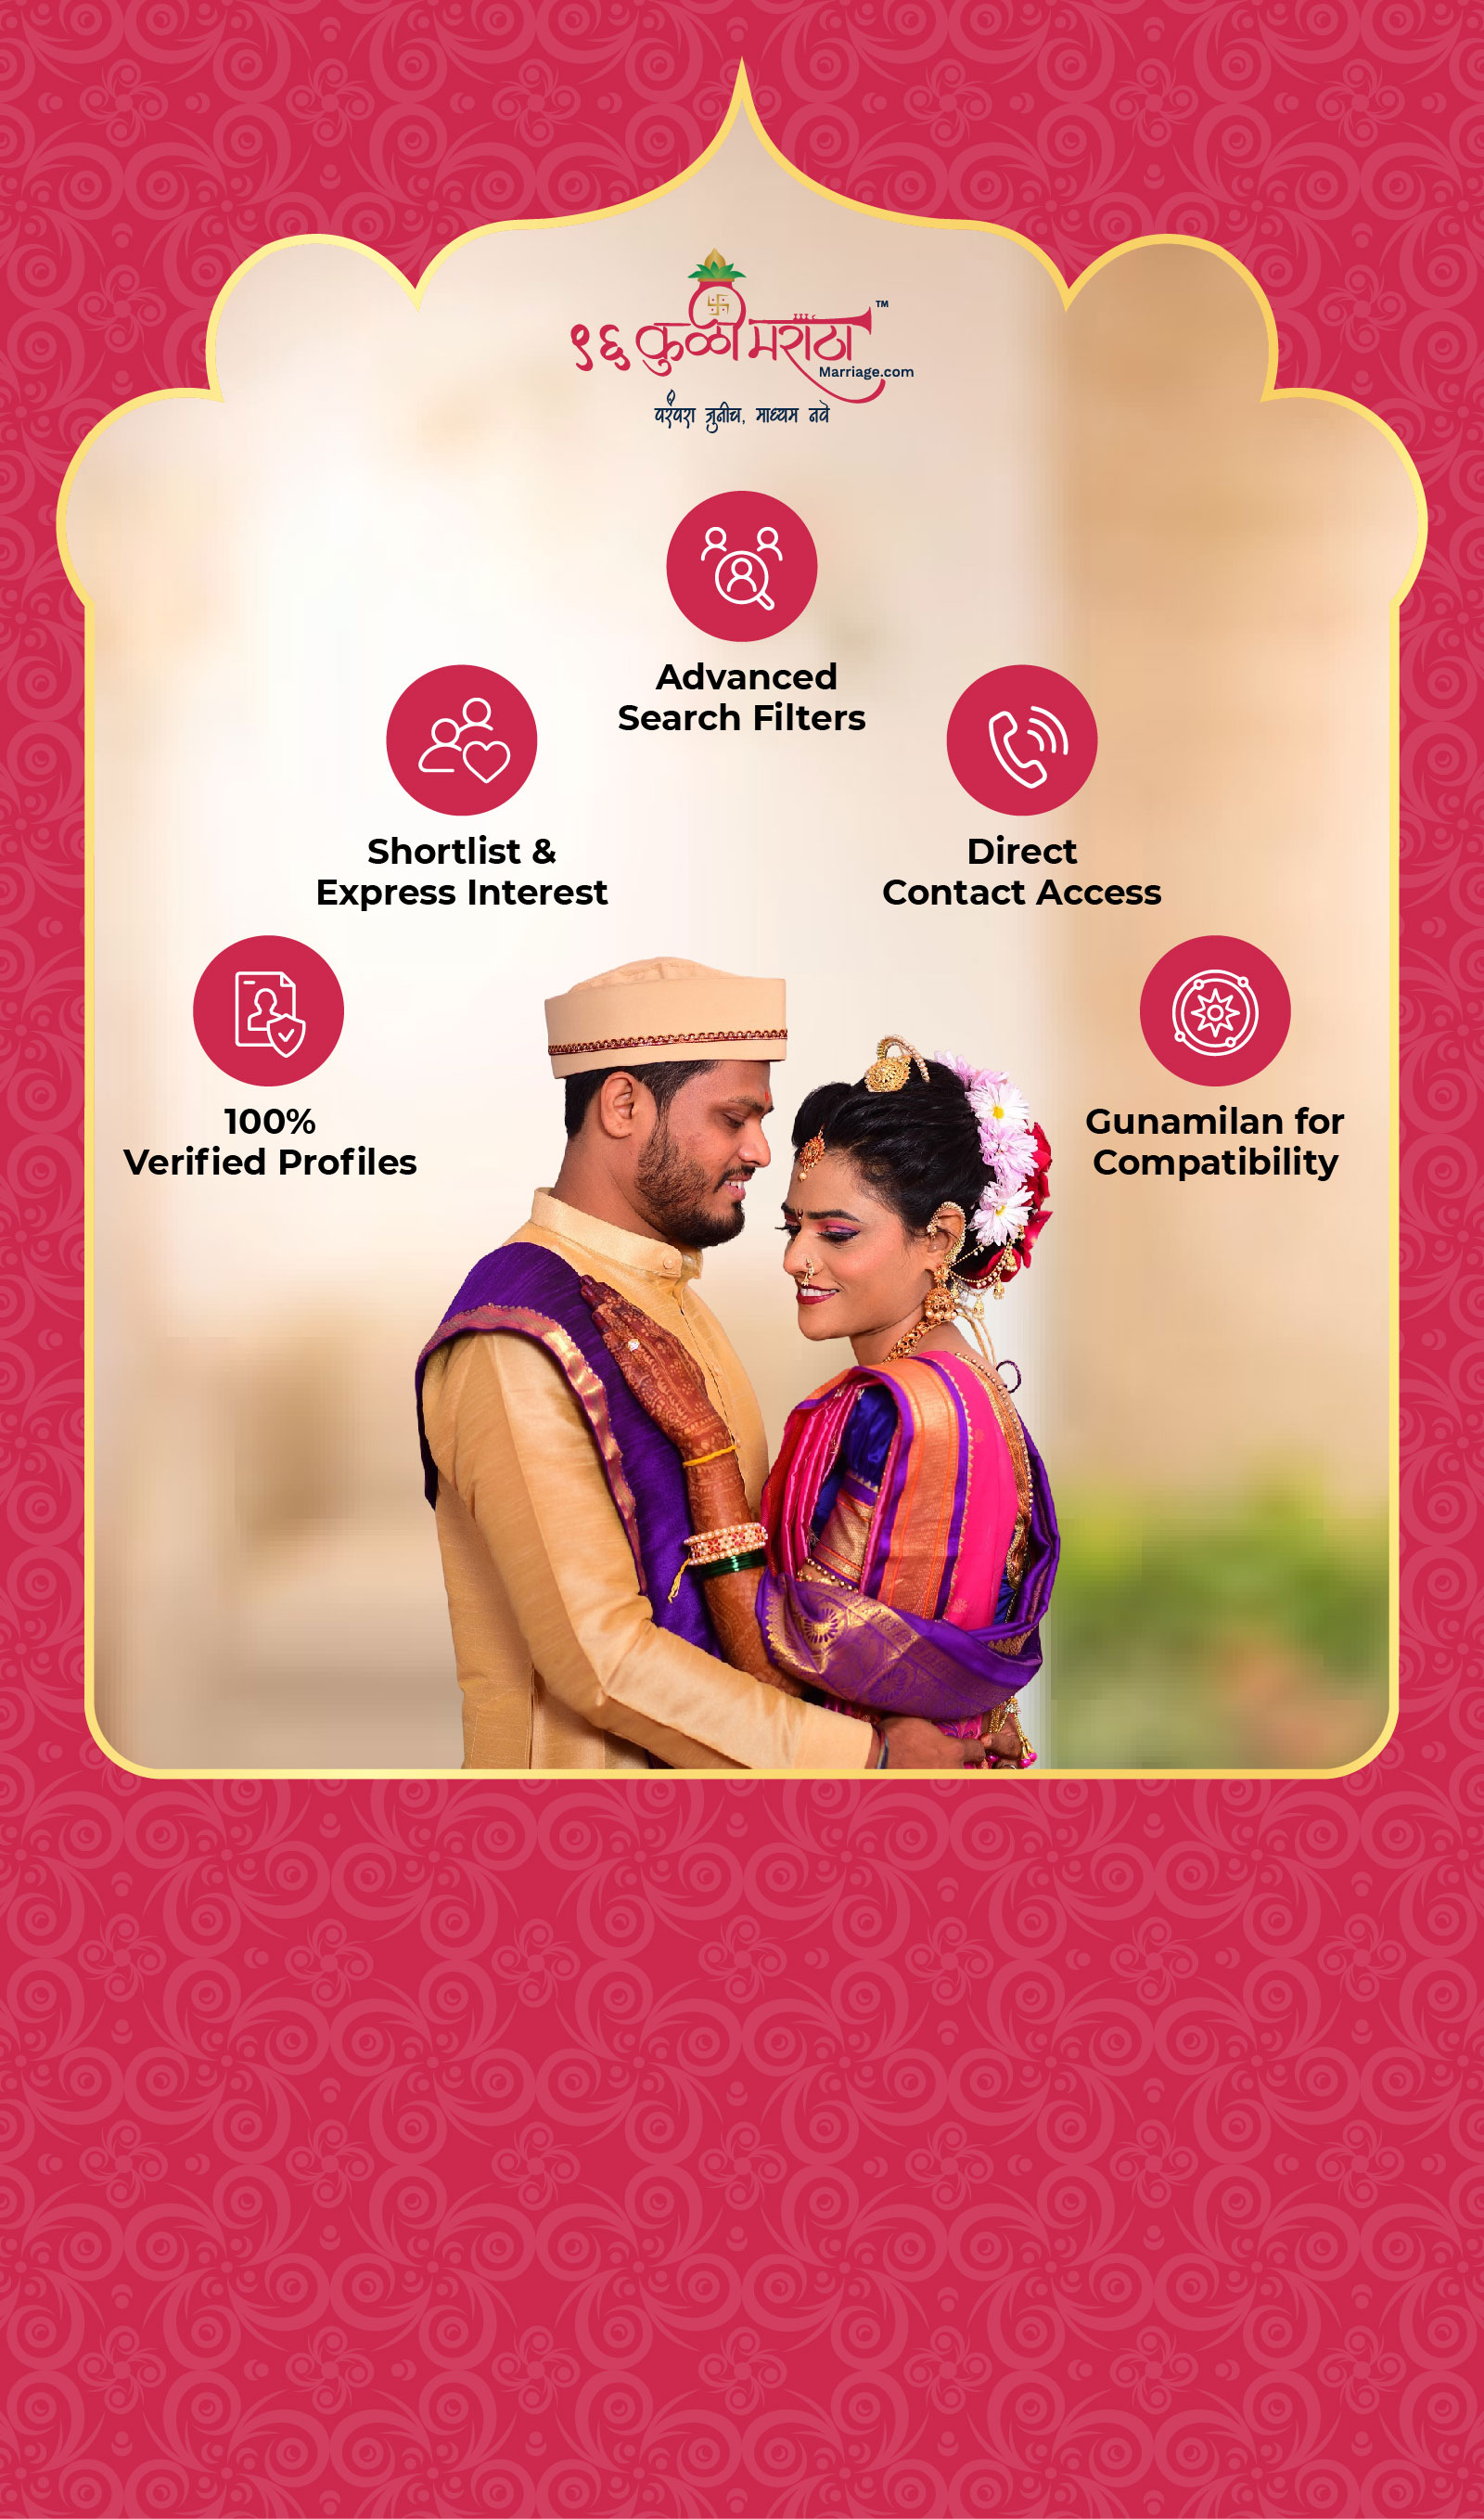 ९६ कुळी मराठा
TM
Marriage.com
परंपरा जुनीच, माध्यम नवे
Advanced
Search Filters
Shortlist &
Express Interest
Direct
Contact Access
100%
Verified Profiles
Gunamilan for
Compatibility